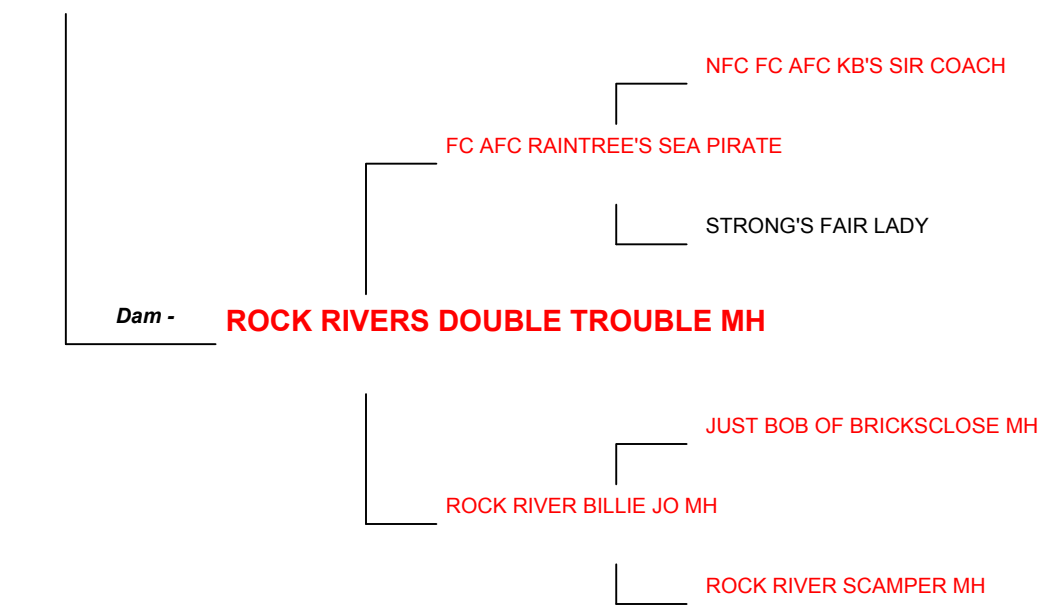 NFC FC AFC KB'S SIR COACH
FC AFC RAINTREE'S SEA PIRATE
STRONG'S FAIR LADY
Dam - ROCK RIVERS DOUBLE TROUBLE MH
JUST BOB OF BRICKSCLOSE MH
ROCK RIVER BILLIE JO MH
ROCK RIVER SCAMPER MH